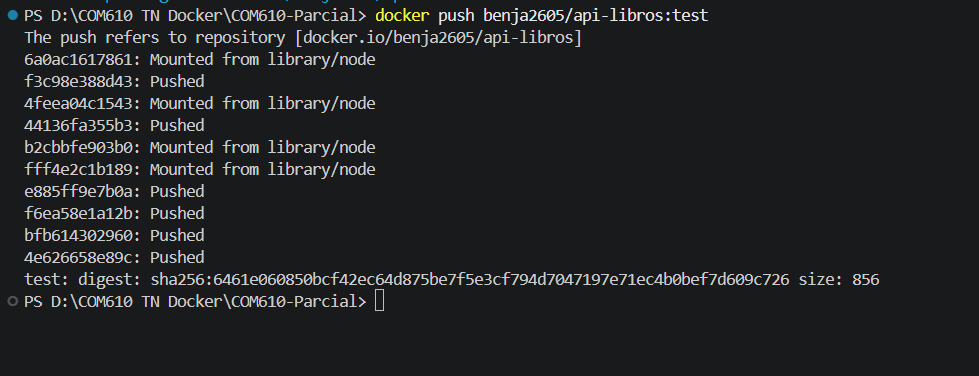 PS D:\COM610 TN Docker\COM610-Parcial> docker push benja2605/api-libros:test
The push refers to repository [docker.io/benja2605/api-libros]
6a0ac1617861: Mounted from library/node
f3c98e388d43: Pushed
4feea04c1543: Mounted from library/node
44136fa355b3: Pushed
b2cbbfe903b0: Mounted from library/node
fff4e2c1b189: Mounted from library/node
e885ff9e7b0a: Pushed
f6ea58e1a12b: Pushed
bfb614302960: Pushed
4e626658e89c: Pushed
test: digest: sha256:6461e060850bcf42ec64d875be7f5e3cf794d7047197e71ec4b0bef7d609c726 size: 856
PS D:\COM610 TN Docker\COM610-Parcial>